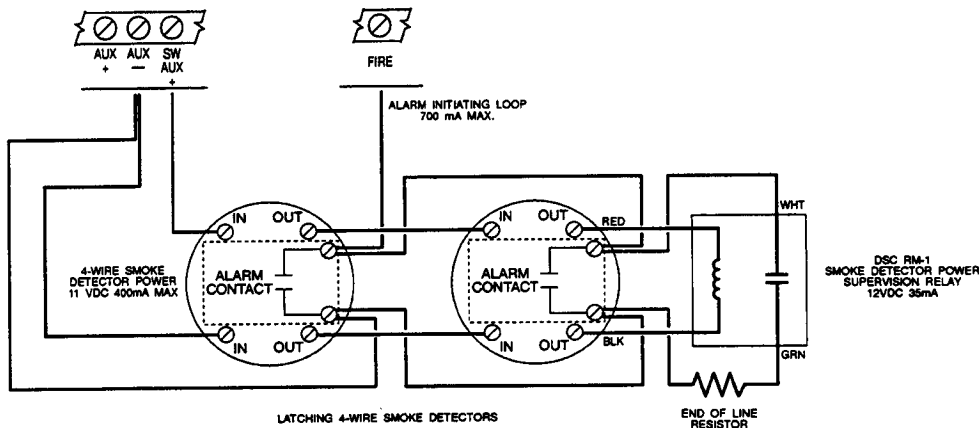 AUX AUX SW
+ — AUX
+
FIRE
ALARM INITIATING LOOP
700 mA MAX.
IN OUT
IN OUT
RED
WHT
4-WIRE SMOKE
DETECTOR POWER
11 VDC 400mA MAX
ALARM
CONTACT
ALARM
CONTACT
DSC RM-1
SMOKE DETECTOR POWER
SUPERVISION RELAY
12VDC 35mA
IN OUT
IN OUT
BLK
GRN
LATCHING 4-WIRE SMOKE DETECTORS
END OF LINE
RESISTOR